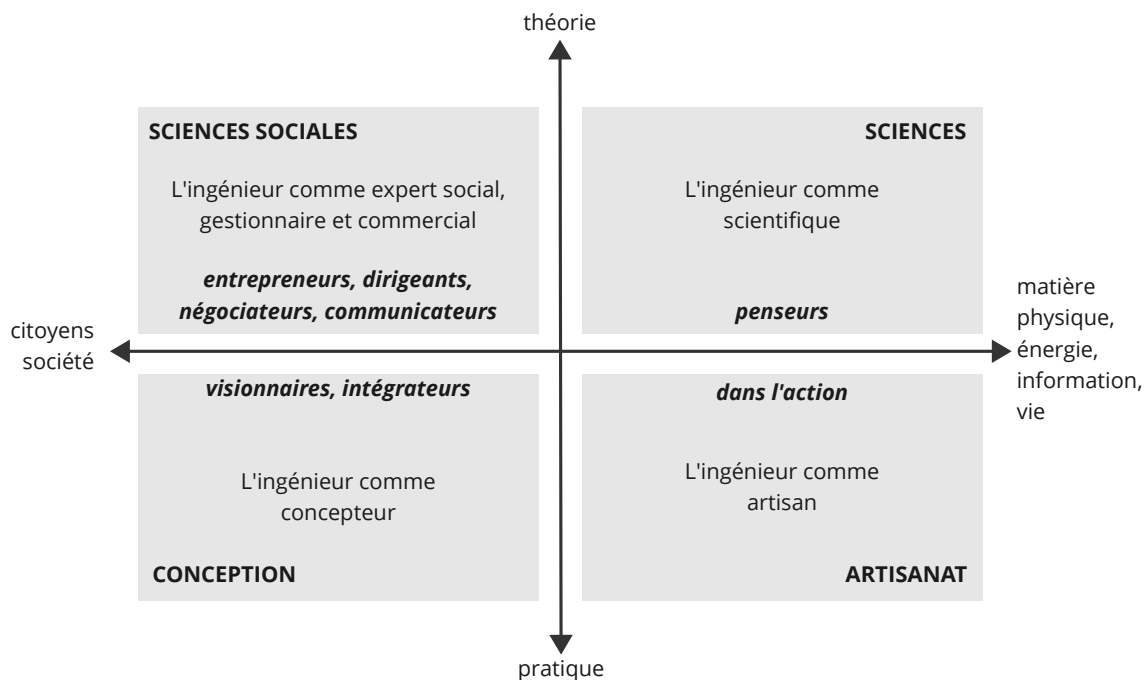 théorie
SCIENCES SOCIALES
L'ingénieur comme expert social,
gestionnaire et commercial
entrepreneurs, dirigeants,
négociateurs, communicateurs
SCIENCES
L'ingénieur comme
scientifique
penseurs
citoyens
société
matière
physique,
énergie,
information,
vie
visionnaires, intégrateurs
L'ingénieur comme
concepteur
CONCEPTION
dans l'action
L'ingénieur comme
artisan
ARTISANAT
pratique